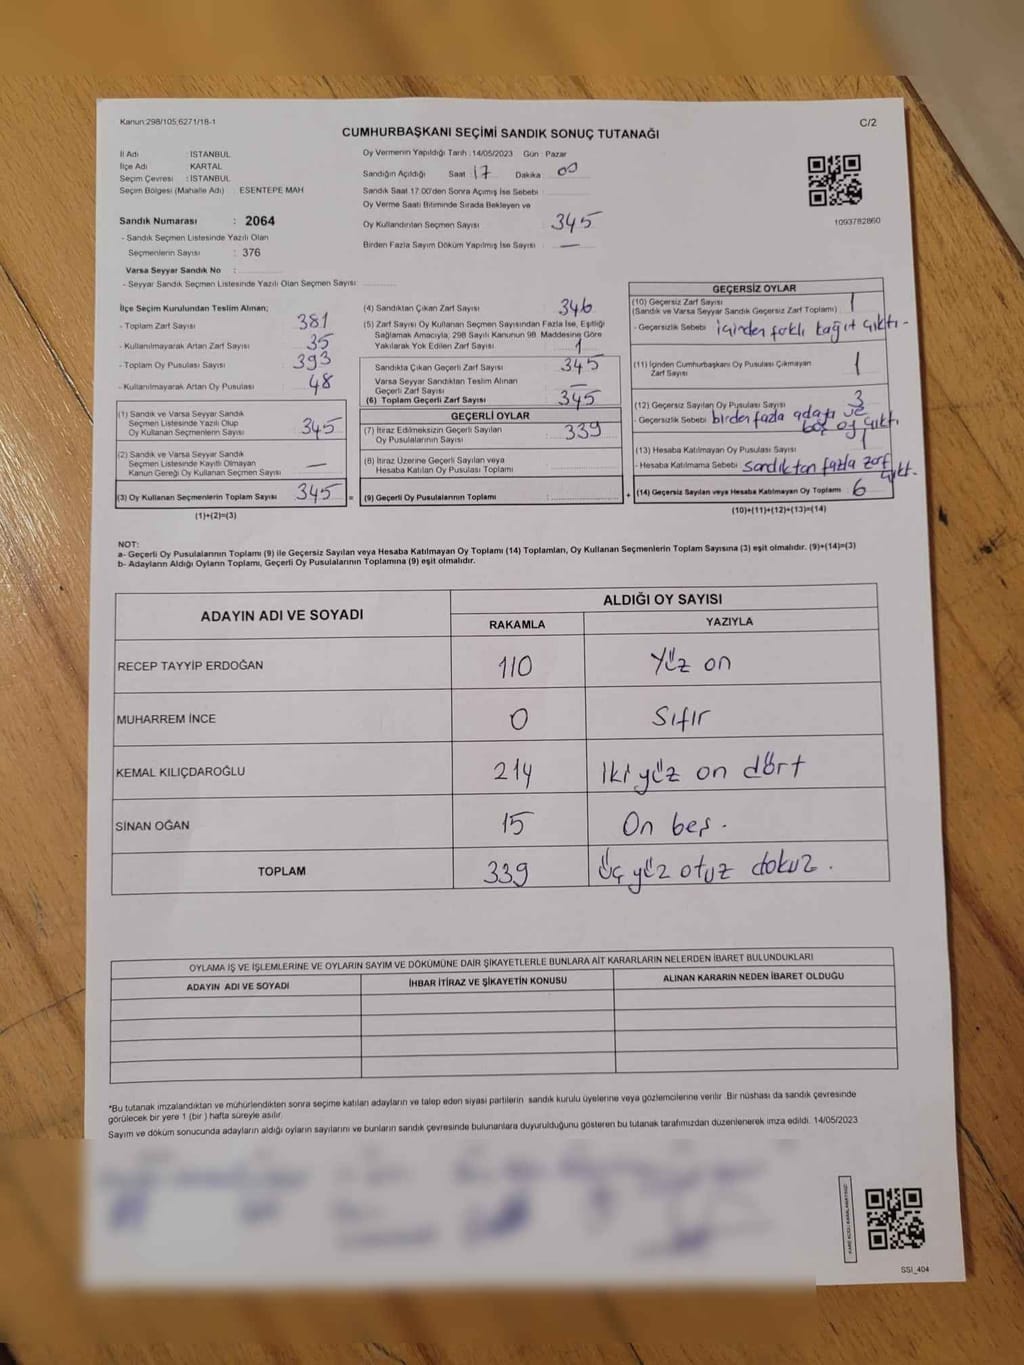 Kanun:298/105,6271/18-1
C/2
CUMHURBAŞKANI SEÇİMİ SANDIK SONUÇ TUTANAĞI
İl Adı : İSTANBUL
İlçe Adı : KARTAL
Seçim Çevresi : İSTANBUL
Seçim Bölgesi (Mahalle Adı) : ESENTEPE MAH
Sandık Numarası : 2064
- Sandık Seçmen Listesinde Yazılı Olan
Seçmenlerin Sayısı : 376
Varsa Seyyar Sandık No :
- Seyyar Sandık Seçmen Listesinde Yazılı Olan Seçmen Sayısı :
Oy Vermenin Yapıldığı Tarih :14/05/2023 Gün : Pazar
Sandığın Açıldığı Saat 17 Dakika 00
Sandık Saat 17:00'den Sonra Açımış İse Sebebi :
Oy Verme Saati Bitiminde Sırada Bekleyen ve
Oy Kullandırılan Seçmen Sayısı : 345
Birden Fazla Sayım Döküm Yapılmış İse Sayısı : —
1093782860
İlçe Seçim Kurulundan Teslim Alınan;
- Toplam Zarf Sayısı : 381
- Kullanılmayarak Artan Zarf Sayısı : 35
- Toplam Oy Pusulası Sayısı : 393
- Kullanılmayarak Artan Oy Pusulası : 48
(1) Sandık ve Varsa Seyyar Sandık
Seçmen Listesinde Yazılı Olup
Oy Kullanan Seçmenlerin Sayısı : 345
(2) Sandık ve Varsa Seyyar Sandık
Seçmen Listesinde Kayıtlı Olmayan
Kanun Gereği Oy Kullanan Seçmen Sayısı : —
(3) Oy Kullanan Seçmenlerin Toplam Sayısı : 345 =
(1)+(2)=(3)
(4) Sandıktan Çıkan Zarf Sayısı : 346
(5) Zarf Sayısı Oy Kullanan Seçmen Sayısından Fazla İse, Eşitliği
Sağlamak Amacıyla; 298 Sayılı Kanunun 98. Maddesine Göre
Yakılarak Yok Edilen Zarf Sayısı : 1
Sandıkta Çıkan Geçerli Zarf Sayısı : 345
Varsa Seyyar Sandıktan Teslim Alınan
Geçerli Zarf Sayısı : —
(6) Toplam Geçerli Zarf Sayısı : 345
GEÇERLİ OYLAR
(7) İtiraz Edilmeksizin Geçerli Sayılan
Oy Pusulalarının Sayısı : 339
(8) İtiraz Üzerine Geçerli Sayılan veya
Hesaba Katılan Oy Pusulası Toplamı :
(9) Geçerli Oy Pusulalarının Toplamı : +
GEÇERSİZ OYLAR
(10) Geçersiz Zarf Sayısı : 1
(Sandık ve Varsa Seyyar Sandık Geçersiz Zarf Toplamı)
- Geçersizlik Sebebi : içinden farklı kağıt çıktı -
(11) İçinden Cumhurbaşkanı Oy Pusulası Çıkmayan
Zarf Sayısı : 1
(12) Geçersiz Sayılan Oy Pusulası Sayısı : 3
- Geçersizlik Sebebi : birden fazla adayı ve
boş oy çıktı.
(13) Hesaba Katılmayan Oy Pusulası Sayısı : 1
- Hesaba Katılmama Sebebi : sandıktan fazla zarf
çıkt.
(14) Geçersiz Sayılan veya Hesaba Katılmayan Oy Toplamı : 6
(10)+(11)+(12)+(13)=(14)
NOT:
a- Geçerli Oy Pusulalarının Toplamı (9) ile Geçersiz Sayılan veya Hesaba Katılmayan Oy Toplamı (14) Toplamları, Oy Kullanan Seçmenlerin Toplam Sayısına (3) eşit olmalıdır. (9)+(14)=(3)
b- Adayların Aldığı Oyların Toplamı, Geçerli Oy Pusulalarının Toplamına (9) eşit olmalıdır.
ADAYIN ADI VE SOYADI
ALDIĞI OY SAYISI
RAKAMLA YAZIYLA
RECEP TAYYİP ERDOĞAN 110 Yüz on
MUHARREM İNCE 0 Sıfır
KEMAL KILIÇDAROĞLU 214 İki yüz on dört
SİNAN OĞAN 15 On beş.
TOPLAM 339 Üç yüz otuz dokuz.
OYLAMA İŞ VE İŞLEMLERİNE VE OYLARIN SAYIM VE DÖKÜMÜNE DAİR ŞİKAYETLERLE BUNLARA AİT KARARLARIN NELERDEN İBARET BULUNDUKLARI
ADAYIN ADI VE SOYADI İHBAR İTİRAZ VE ŞİKAYETİN KONUSU ALINAN KARARIN NEDEN İBARET OLDUĞU
*Bu tutanak imzalandıktan ve mühürlendikten sonra seçime katılan adayların ve talep eden siyasi partilerin sandık kurulu üyelerine veya gözlemcilerine verilir. Bir nüshası da sandık çevresinde
görülecek bir yere 1 (bir ) hafta süreyle asılır.
Sayım ve döküm sonucunda adayların aldığı oyların sayılarını ve bunların sandık çevresinde bulunanlara duyurulduğunu gösteren bu tutanak tarafımızdan düzenlenerek imza edildi. 14/05/2023
SSI_404